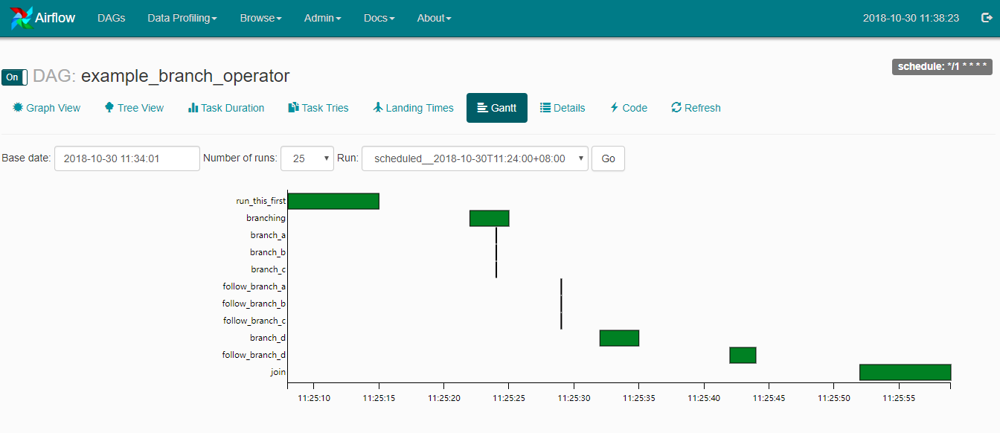 Airflow DAGs Data Profiling Browse Admin Docs About 2018-10-30 11:38:23
schedule: */1 * * * *
On DAG: example_branch_operator
Graph View Tree View Task Duration Task Tries Landing Times Gantt Details Code Refresh
Base date: 2018-10-30 11:34:01 Number of runs: 25 Run: scheduled__2018-10-30T11:24:00+08:00 Go
run_this_first
branching
branch_a
branch_b
branch_c
follow_branch_a
follow_branch_b
follow_branch_c
branch_d
follow_branch_d
join
11:25:10 11:25:15 11:25:20 11:25:25 11:25:30 11:25:35 11:25:40 11:25:45 11:25:50 11:25:55